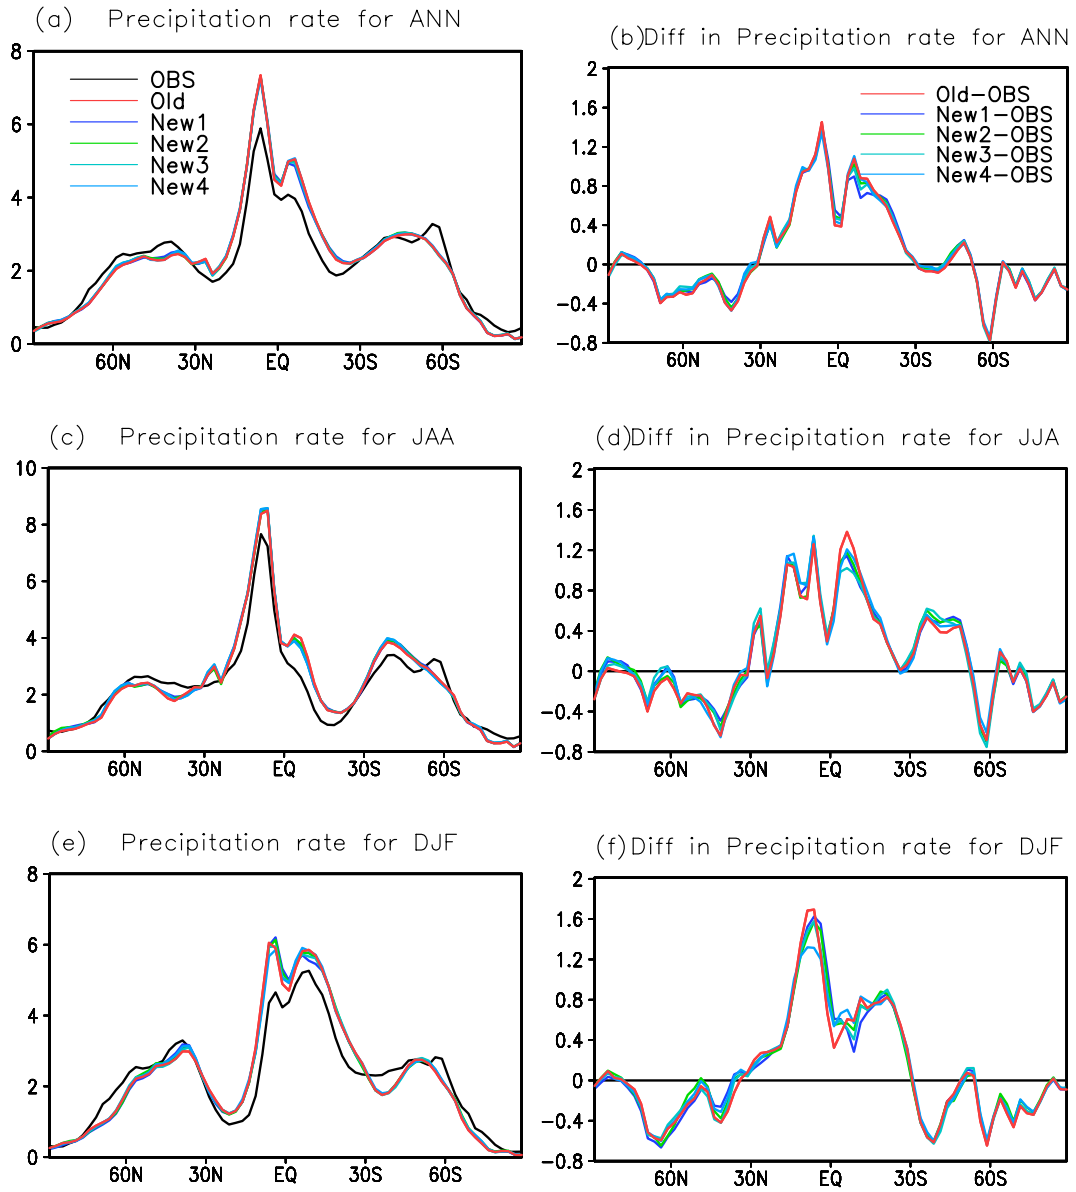 (a) Precipitation rate for ANN
8
6
4
2
0
OBS
Old
New1
New2
New3
New4
60N 30N EQ 30S 60S
(b)Diff in Precipitation rate for ANN
2
1.6
1.2
0.8
0.4
0
−0.4
−0.8
Old−OBS
New1−OBS
New2−OBS
New3−OBS
New4−OBS
60N 30N EQ 30S 60S
(c) Precipitation rate for JAA
10
8
6
4
2
0
60N 30N EQ 30S 60S
(d)Diff in Precipitation rate for JJA
2
1.6
1.2
0.8
0.4
0
−0.4
−0.8
60N 30N EQ 30S 60S
(e) Precipitation rate for DJF
8
6
4
2
0
60N 30N EQ 30S 60S
(f)Diff in Precipitation rate for DJF
2
1.6
1.2
0.8
0.4
0
−0.4
−0.8
60N 30N EQ 30S 60S